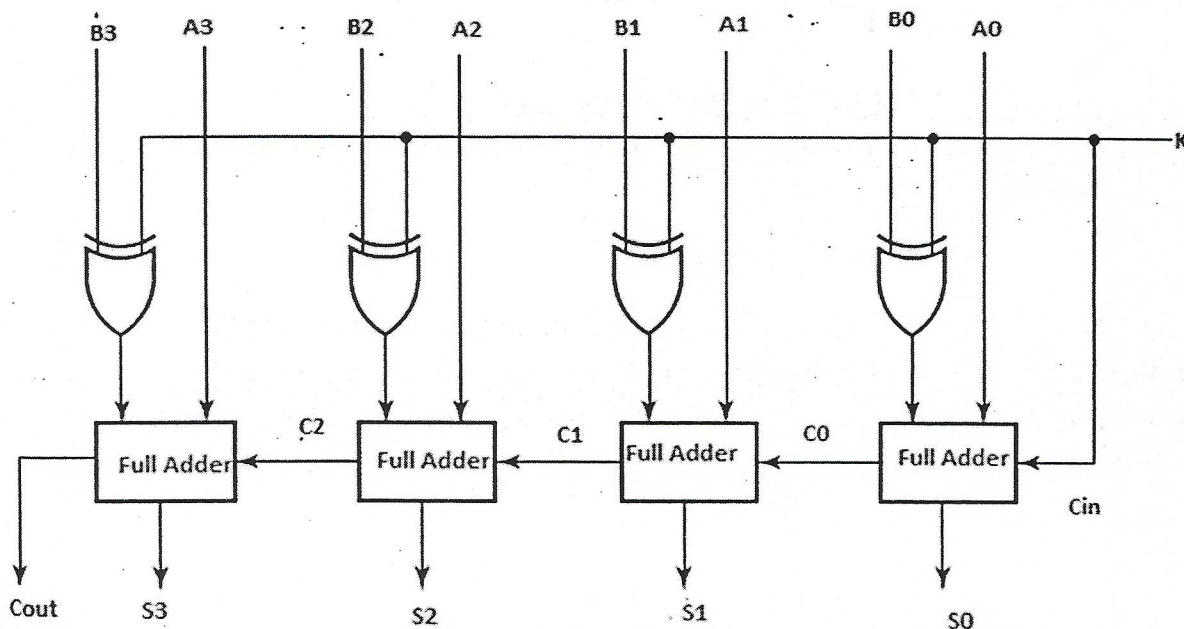 B3 A3 B2 A2 B1 A1 B0 A0
K
C2 C1 C0
Full Adder Full Adder Full Adder Full Adder
Cin
Cout S3 S2 S1 S0